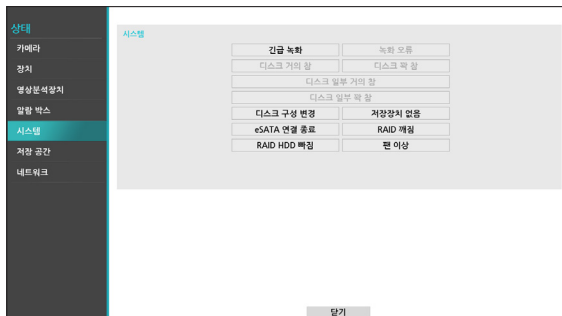 상태
카메라
장치
영상분석장치
알람 박스
시스템
저장 공간
네트워크
시스템
긴급 녹화 녹화 오류
디스크 거의 참 디스크 꽉 참
디스크 일부 거의 참
디스크 일부 꽉 참
디스크 구성 변경 저장장치 없음
eSATA 연결 종료 RAID 깨짐
RAID HDD 빠짐 팬 이상
닫기